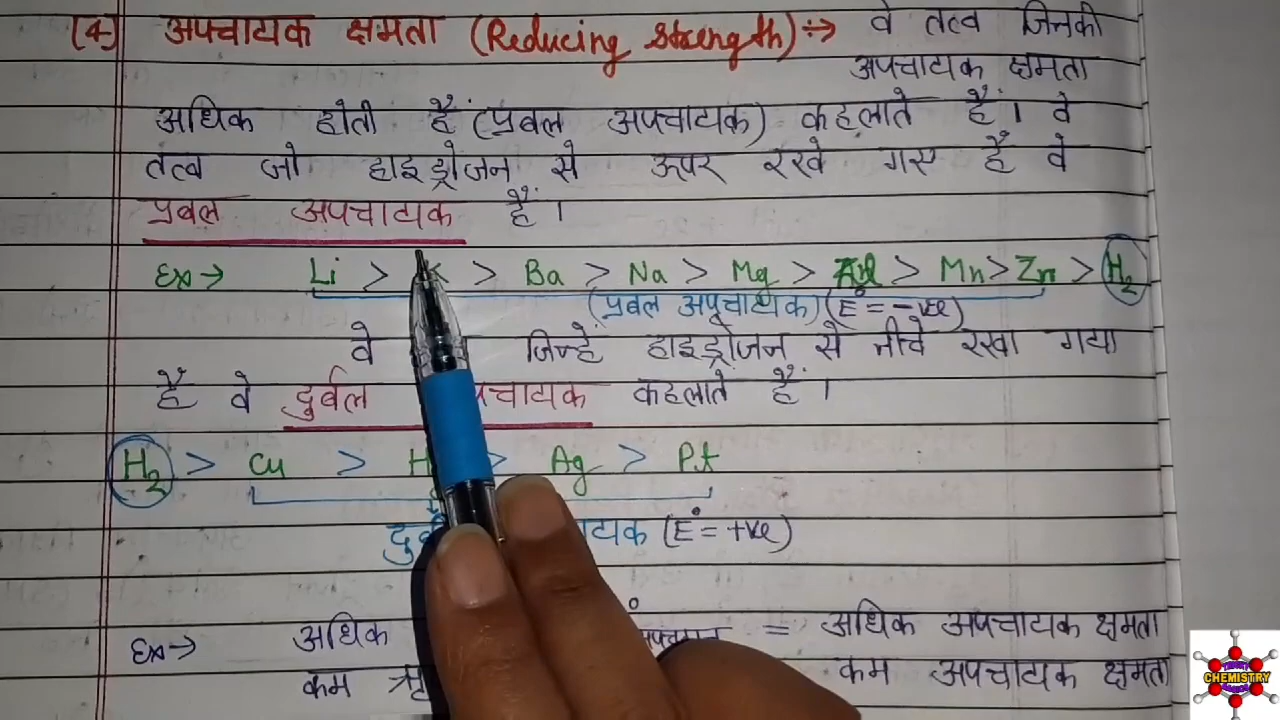 (4) अपचायक क्षमता (Reducing Strength) ÷→ वे तत्व जिनकी
अपचायक क्षमता
अधिक होती हैं (प्रबल अपचायक) कहलाते हैं। वे
तत्व जो हाइड्रोजन से ऊपर रखे गए हैं वे
प्रबल अपचायक हैं।
Ex→ Li > K > Ba > Na > Mg > > Mn > Zn > H2
(प्रबल अपचायक) (E° = -ve)
वे जिन्हें हाइड्रोजन से नीचे रखा गया
हैं वे दुर्बल पचायक कहलाते हैं।
H2 > Cu > H > Ag > Pt
दुर्ब ायक (E° = +ve)
Ex→ अधिक = अधिक अपचायक क्षमता
कम ऋ कम अपचायक क्षमता
CHEMISTRY